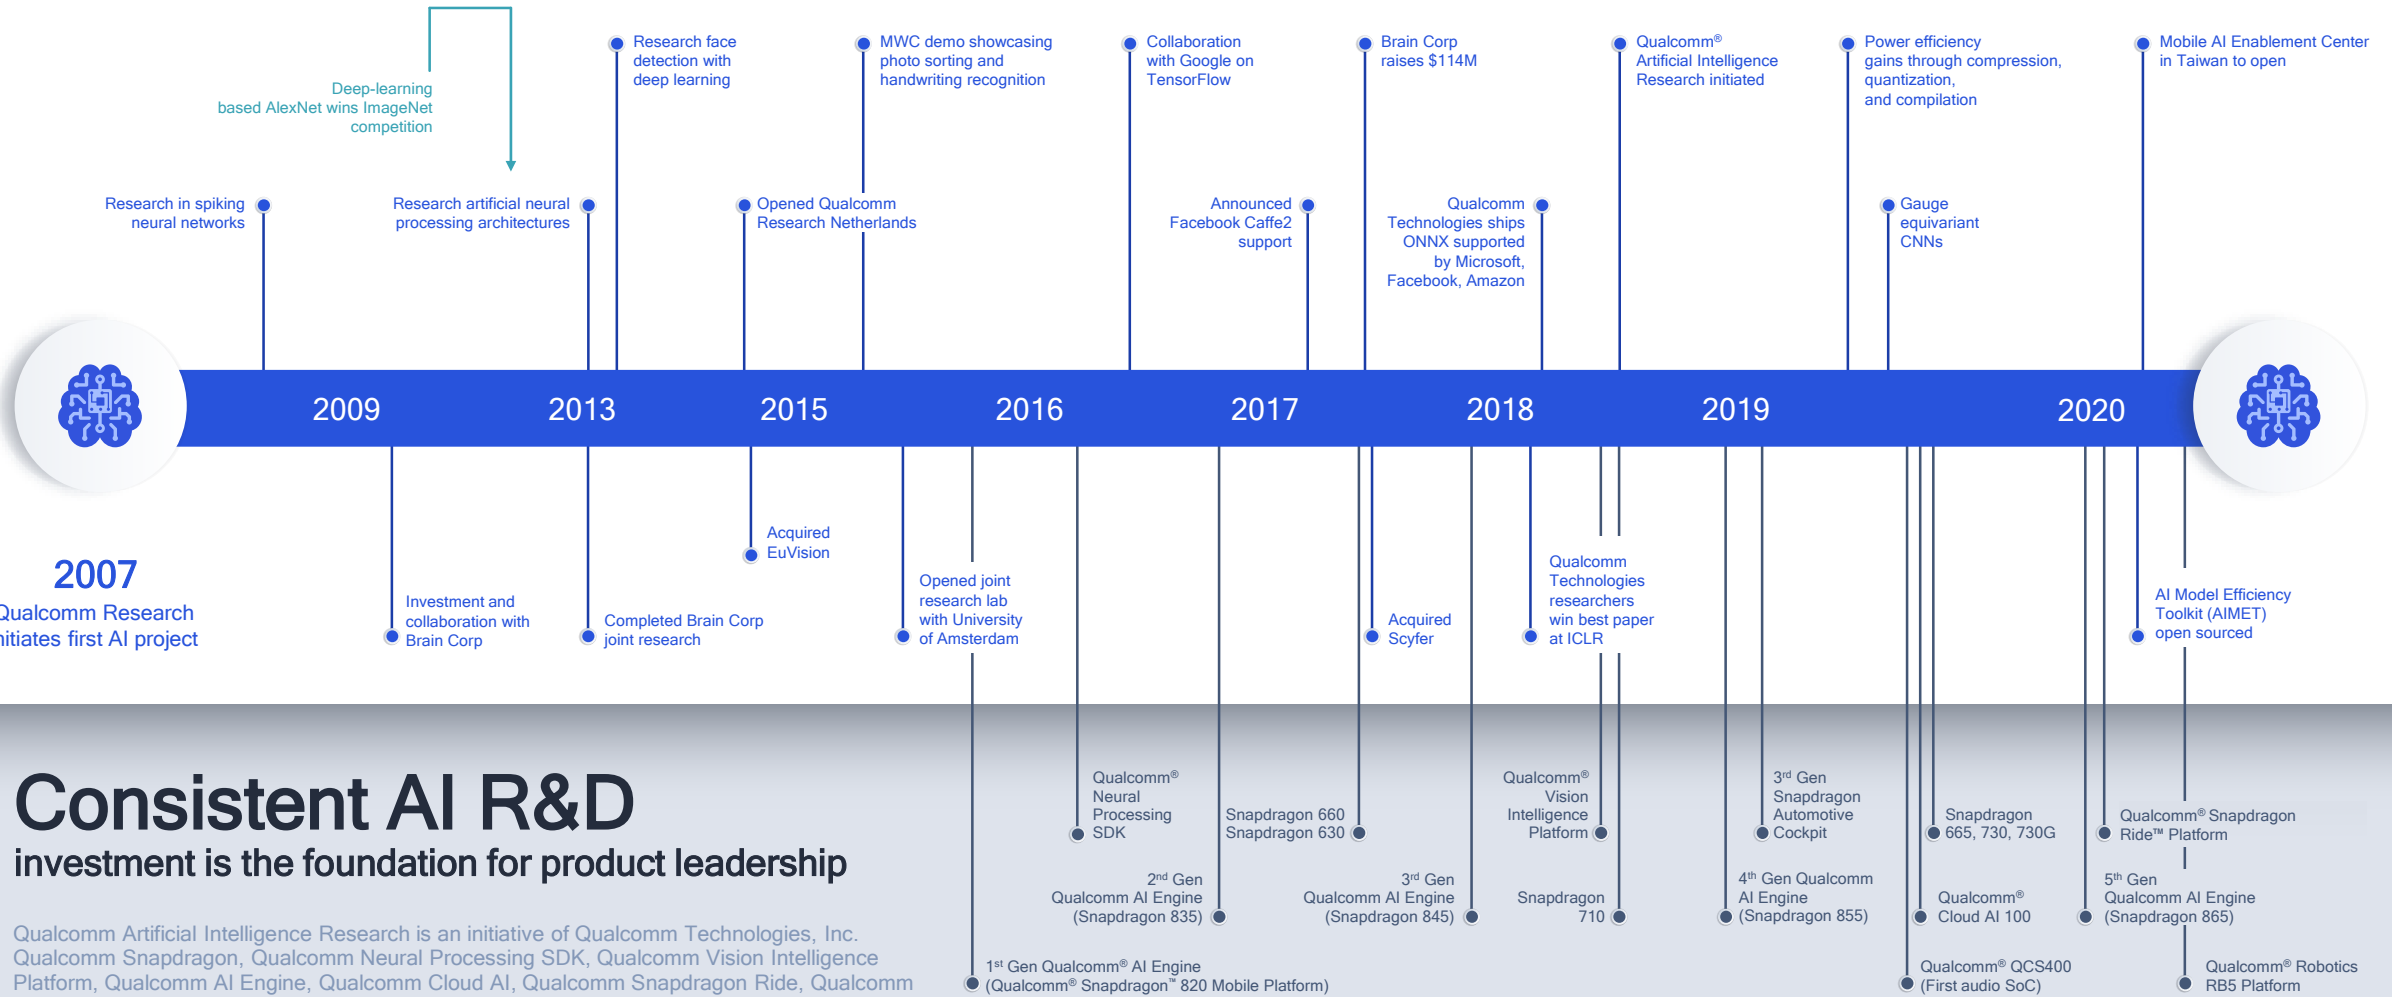 Deep-learning
based AlexNet wins ImageNet
competition
Research face
detection with
deep learning
MWC demo showcasing
photo sorting and
handwriting recognition
Collaboration
with Google on
TensorFlow
Brain Corp
raises $114M
Qualcomm®
Artificial Intelligence
Research initiated
Power efficiency
gains through compression,
quantization,
and compilation
Mobile AI Enablement Center
in Taiwan to open
Research in spiking
neural networks
Research artificial neural
processing architectures
Opened Qualcomm
Research Netherlands
Announced
Facebook Caffe2
support
Qualcomm
Technologies ships
ONNX supported
by Microsoft,
Facebook, Amazon
Gauge
equivariant
CNNs
2009
2013
2015
2016
2017
2018
2019
2020
2007
Qualcomm Research
nitiates first AI project
Investment and
collaboration with
Brain Corp
Completed Brain Corp
joint research
Acquired
EuVision
Opened joint
research lab
with University
of Amsterdam
Acquired
Scyfer
Qualcomm
Technologies
researchers
win best paper
at ICLR
AI Model Efficiency
Toolkit (AIMET)
open sourced
Consistent AI R&D
investment is the foundation for product leadership
Qualcomm Artificial Intelligence Research is an initiative of Qualcomm Technologies, Inc.
Qualcomm Snapdragon, Qualcomm Neural Processing SDK, Qualcomm Vision Intelligence
Platform, Qualcomm AI Engine, Qualcomm Cloud AI, Qualcomm Snapdragon Ride, Qualcomm
Qualcomm®
Neural
Processing
SDK
Snapdragon 660
Snapdragon 630
Qualcomm®
Vision
Intelligence
Platform
3rd Gen
Snapdragon
Automotive
Cockpit
Snapdragon
665, 730, 730G
Qualcomm® Snapdragon
Ride™ Platform
2nd Gen
Qualcomm AI Engine
(Snapdragon 835)
3rd Gen
Qualcomm AI Engine
(Snapdragon 845)
Snapdragon
710
4th Gen Qualcomm
AI Engine
(Snapdragon 855)
Qualcomm®
Cloud AI 100
5th Gen
Qualcomm AI Engine
(Snapdragon 865)
1st Gen Qualcomm® AI Engine
(Qualcomm® Snapdragon™ 820 Mobile Platform)
Qualcomm® QCS400
(First audio SoC)
Qualcomm® Robotics
RB5 Platform